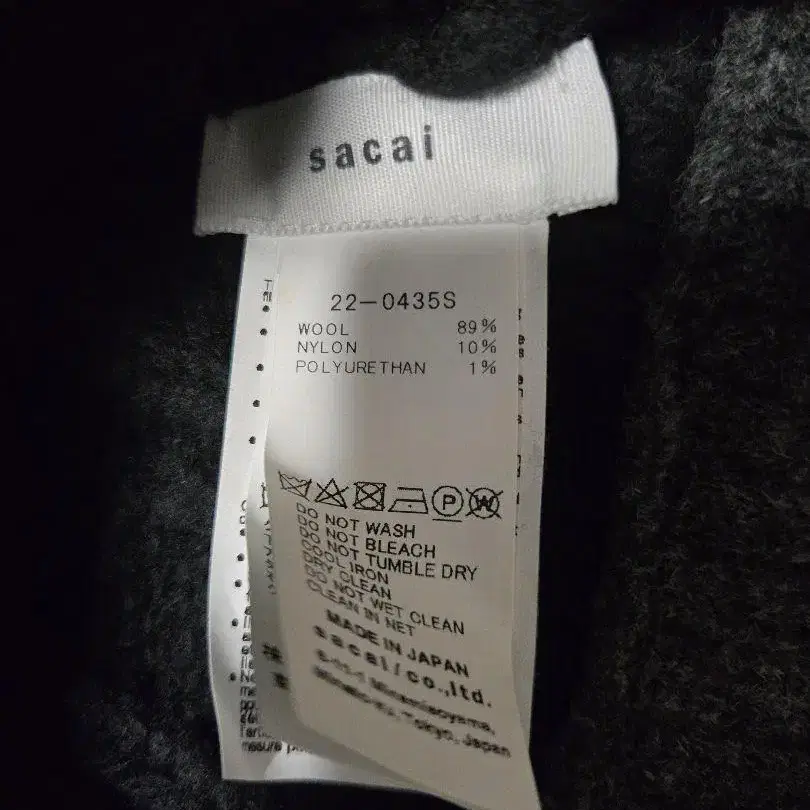 sacai
22-0435S
WOOL 89%
NYLON 10%
POLYURETHAN 1%
DO NOT WASH
DO NOT BLEACH
DO NOT TUMBLE DRY
COOL IRON
DRY CLEAN
DO NOT WET CLEAN
CLEAN IN NET
MADE IN JAPAN
sacai/co.,ltd.
Minamiaoyama,
Minato-ku, Tokyo, Japan